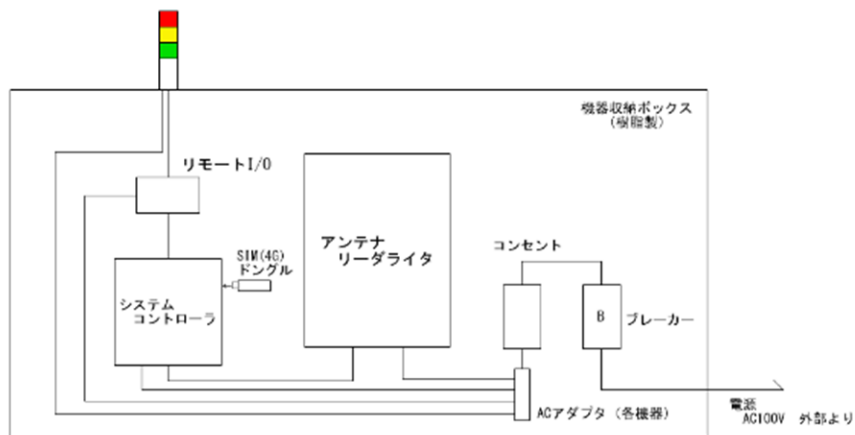 機器収納ボックス
(樹脂製)
リモートI/O
アンテナ
リーダライタ
コンセント
SIM(4G)
ドングル
システム
コントローラ
B
ブレーカー
ACアダプタ(各機器)
電源
AC100V 外部より